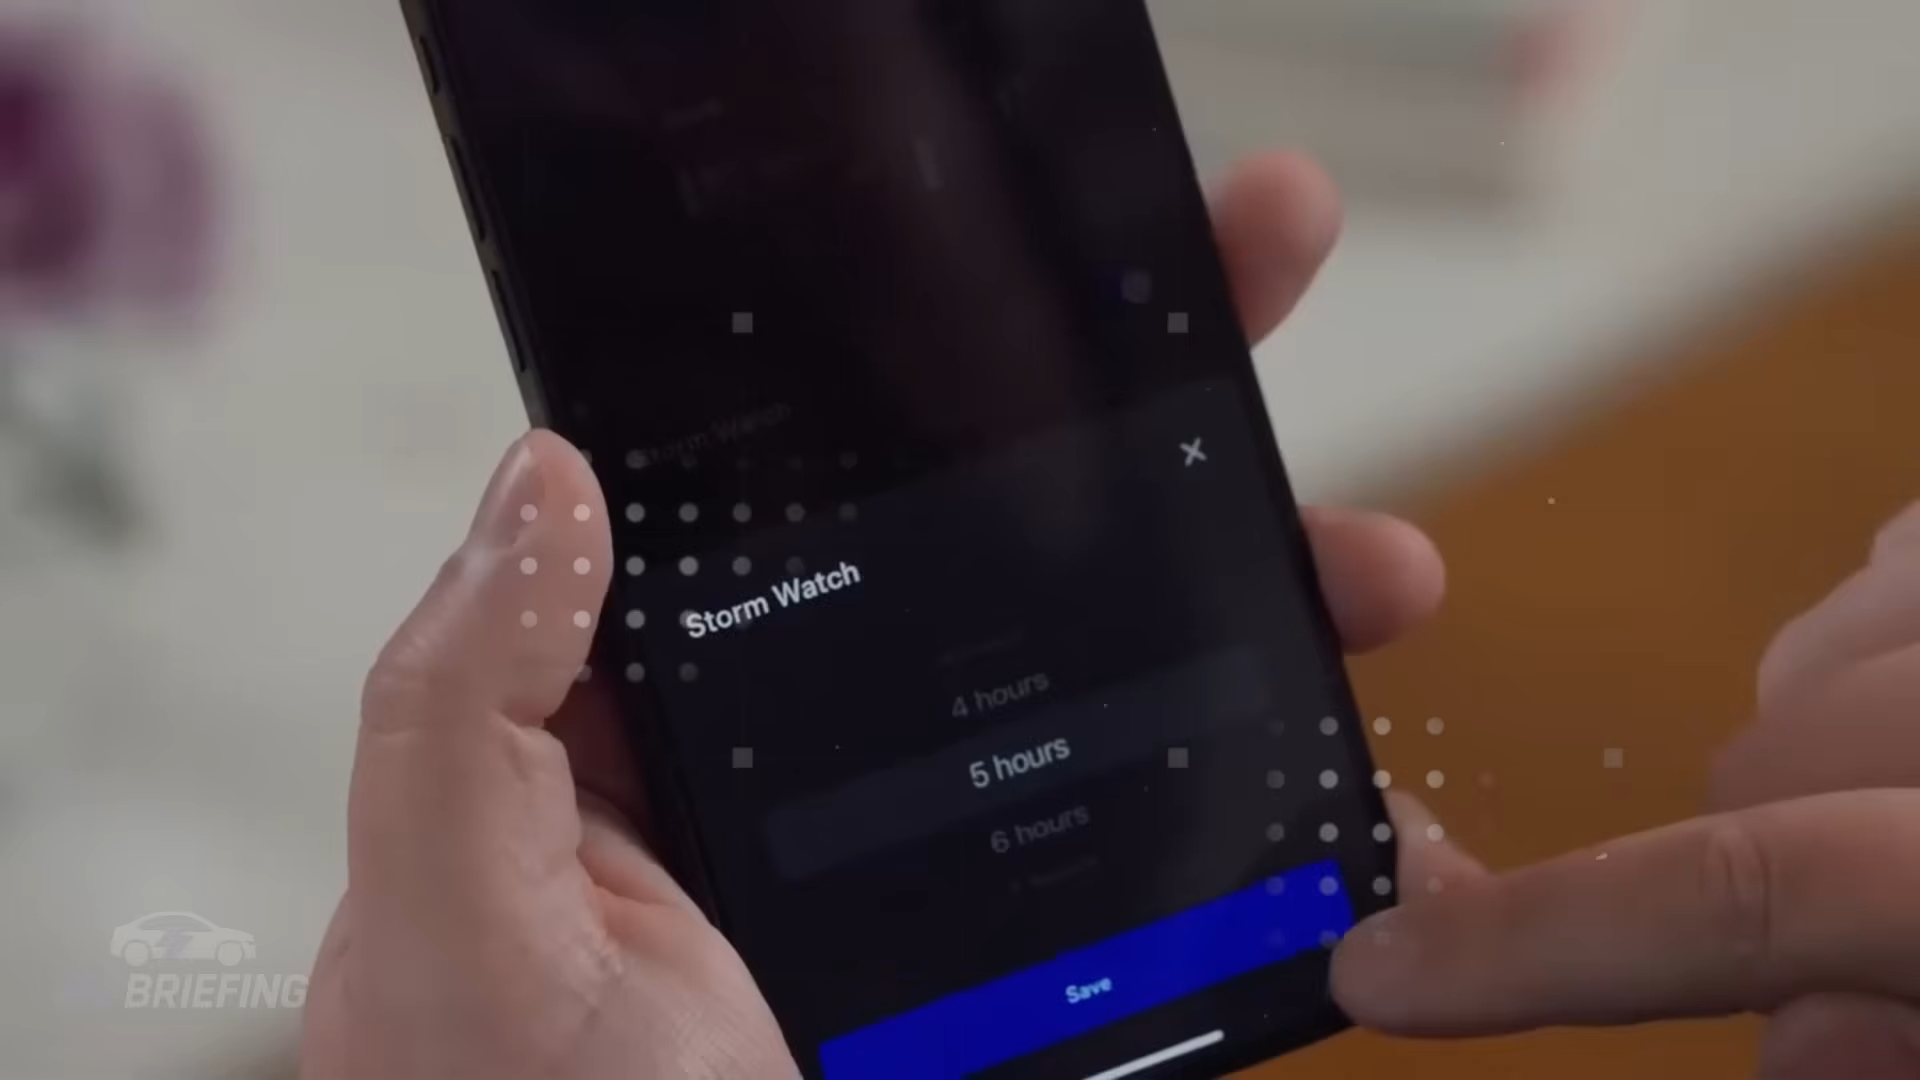 Storm Watch
Storm Watch
4 hours
5 hours
6 hours
Save
BRIEFING